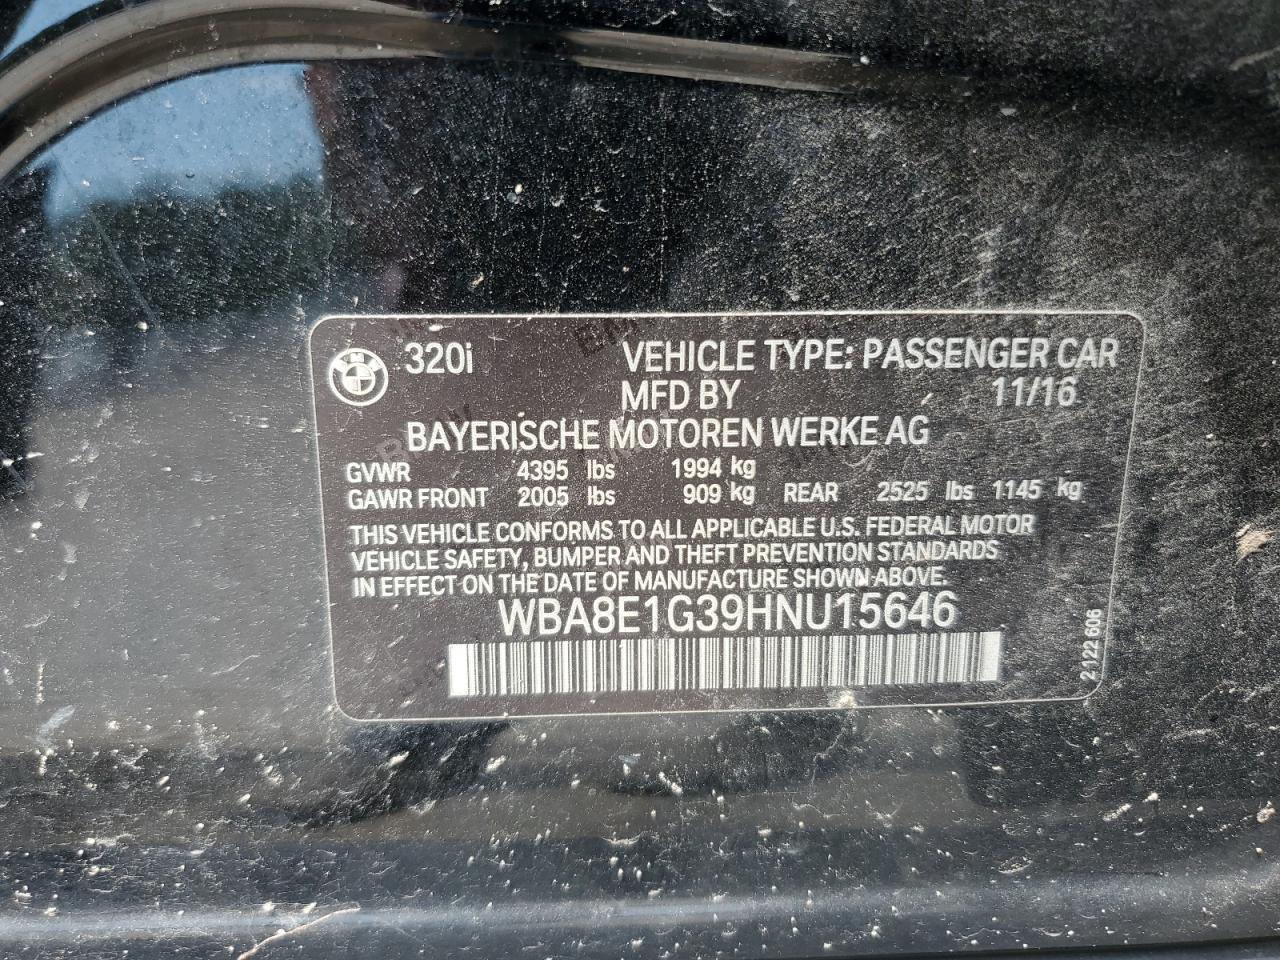 320i VEHICLE TYPE: PASSENGER CAR
MFD BY 11/16
BAYERISCHE MOTOREN WERKE AG
GVWR 4395 lbs 1994 kg
GAWR FRONT 2005 lbs 909 kg REAR 2525 lbs 1145 kg
THIS VEHICLE CONFORMS TO ALL APPLICABLE U.S. FEDERAL MOTOR
VEHICLE SAFETY, BUMPER AND THEFT PREVENTION STANDARDS
IN EFFECT ON THE DATE OF MANUFACTURE SHOWN ABOVE.
WBA8E1G39HNU15646
2 122 606